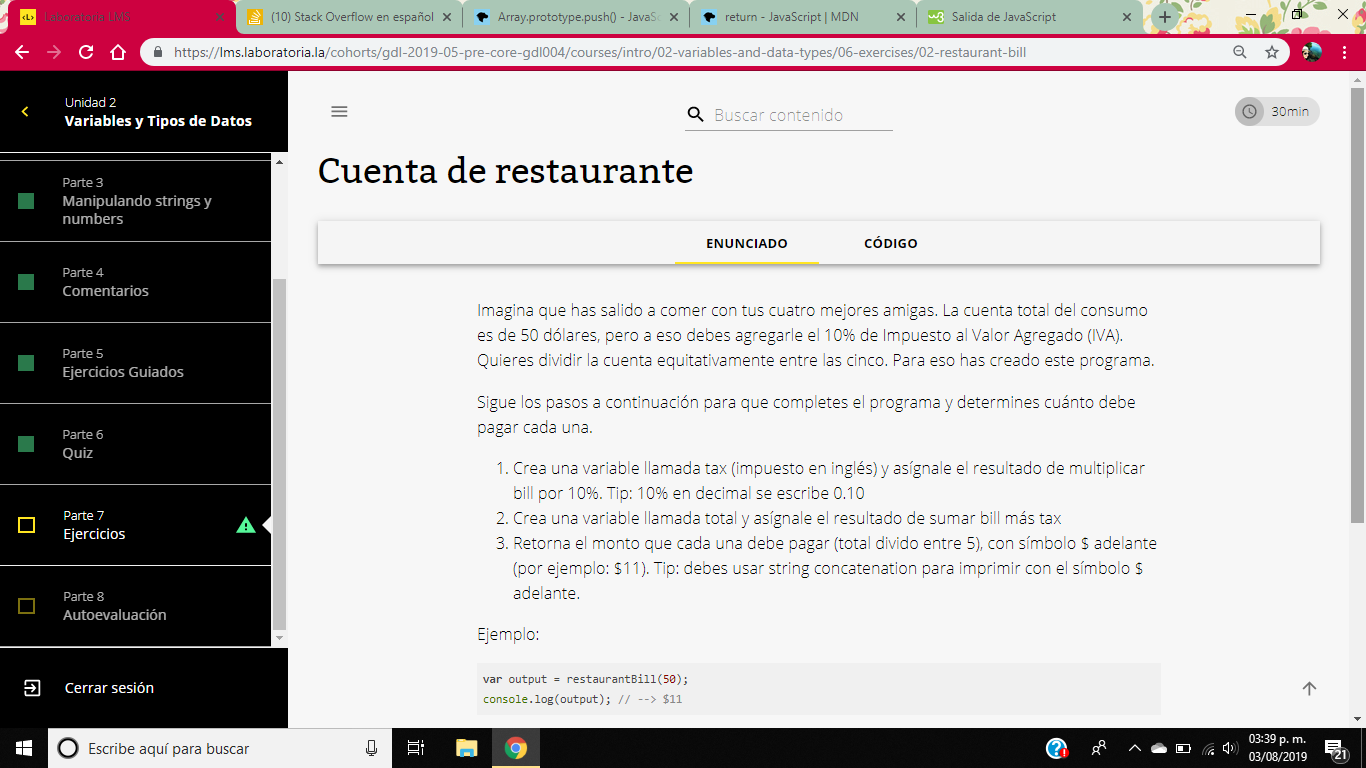 Laboratoria LMS
(10) Stack Overflow en español
Array.prototype.push() - JavaSc
return - JavaScript | MDN
Salida de JavaScript
https://lms.laboratoria.la/cohorts/gdl-2019-05-pre-core-gdl004/courses/intro/02-variables-and-data-types/06-exercises/02-restaurant-bill
Unidad 2
Variables y Tipos de Datos
Parte 3
Manipulando strings y
numbers
Parte 4
Comentarios
Parte 5
Ejercicios Guiados
Parte 6
Quiz
Parte 7
Ejercicios
Parte 8
Autoevaluación
Cerrar sesión
Buscar contenido
30min
Cuenta de restaurante
ENUNCIADO
CÓDIGO
Imagina que has salido a comer con tus cuatro mejores amigas. La cuenta total del consumo
es de 50 dólares, pero a eso debes agregarle el 10% de Impuesto al Valor Agregado (IVA).
Quieres dividir la cuenta equitativamente entre las cinco. Para eso has creado este programa.
Sigue los pasos a continuación para que completes el programa y determines cuánto debe
pagar cada una.
1. Crea una variable llamada tax (impuesto en inglés) y asígnale el resultado de multiplicar
bill por 10%. Tip: 10% en decimal se escribe 0.10
2. Crea una variable llamada total y asígnale el resultado de sumar bill más tax
3. Retorna el monto que cada una debe pagar (total divido entre 5), con símbolo $ adelante
(por ejemplo: $11). Tip: debes usar string concatenation para imprimir con el símbolo $
adelante.
Ejemplo:
var output = restaurantBill(50);
console.log(output); // --> $11
Escribe aquí para buscar
03:39 p. m.
03/08/2019
21